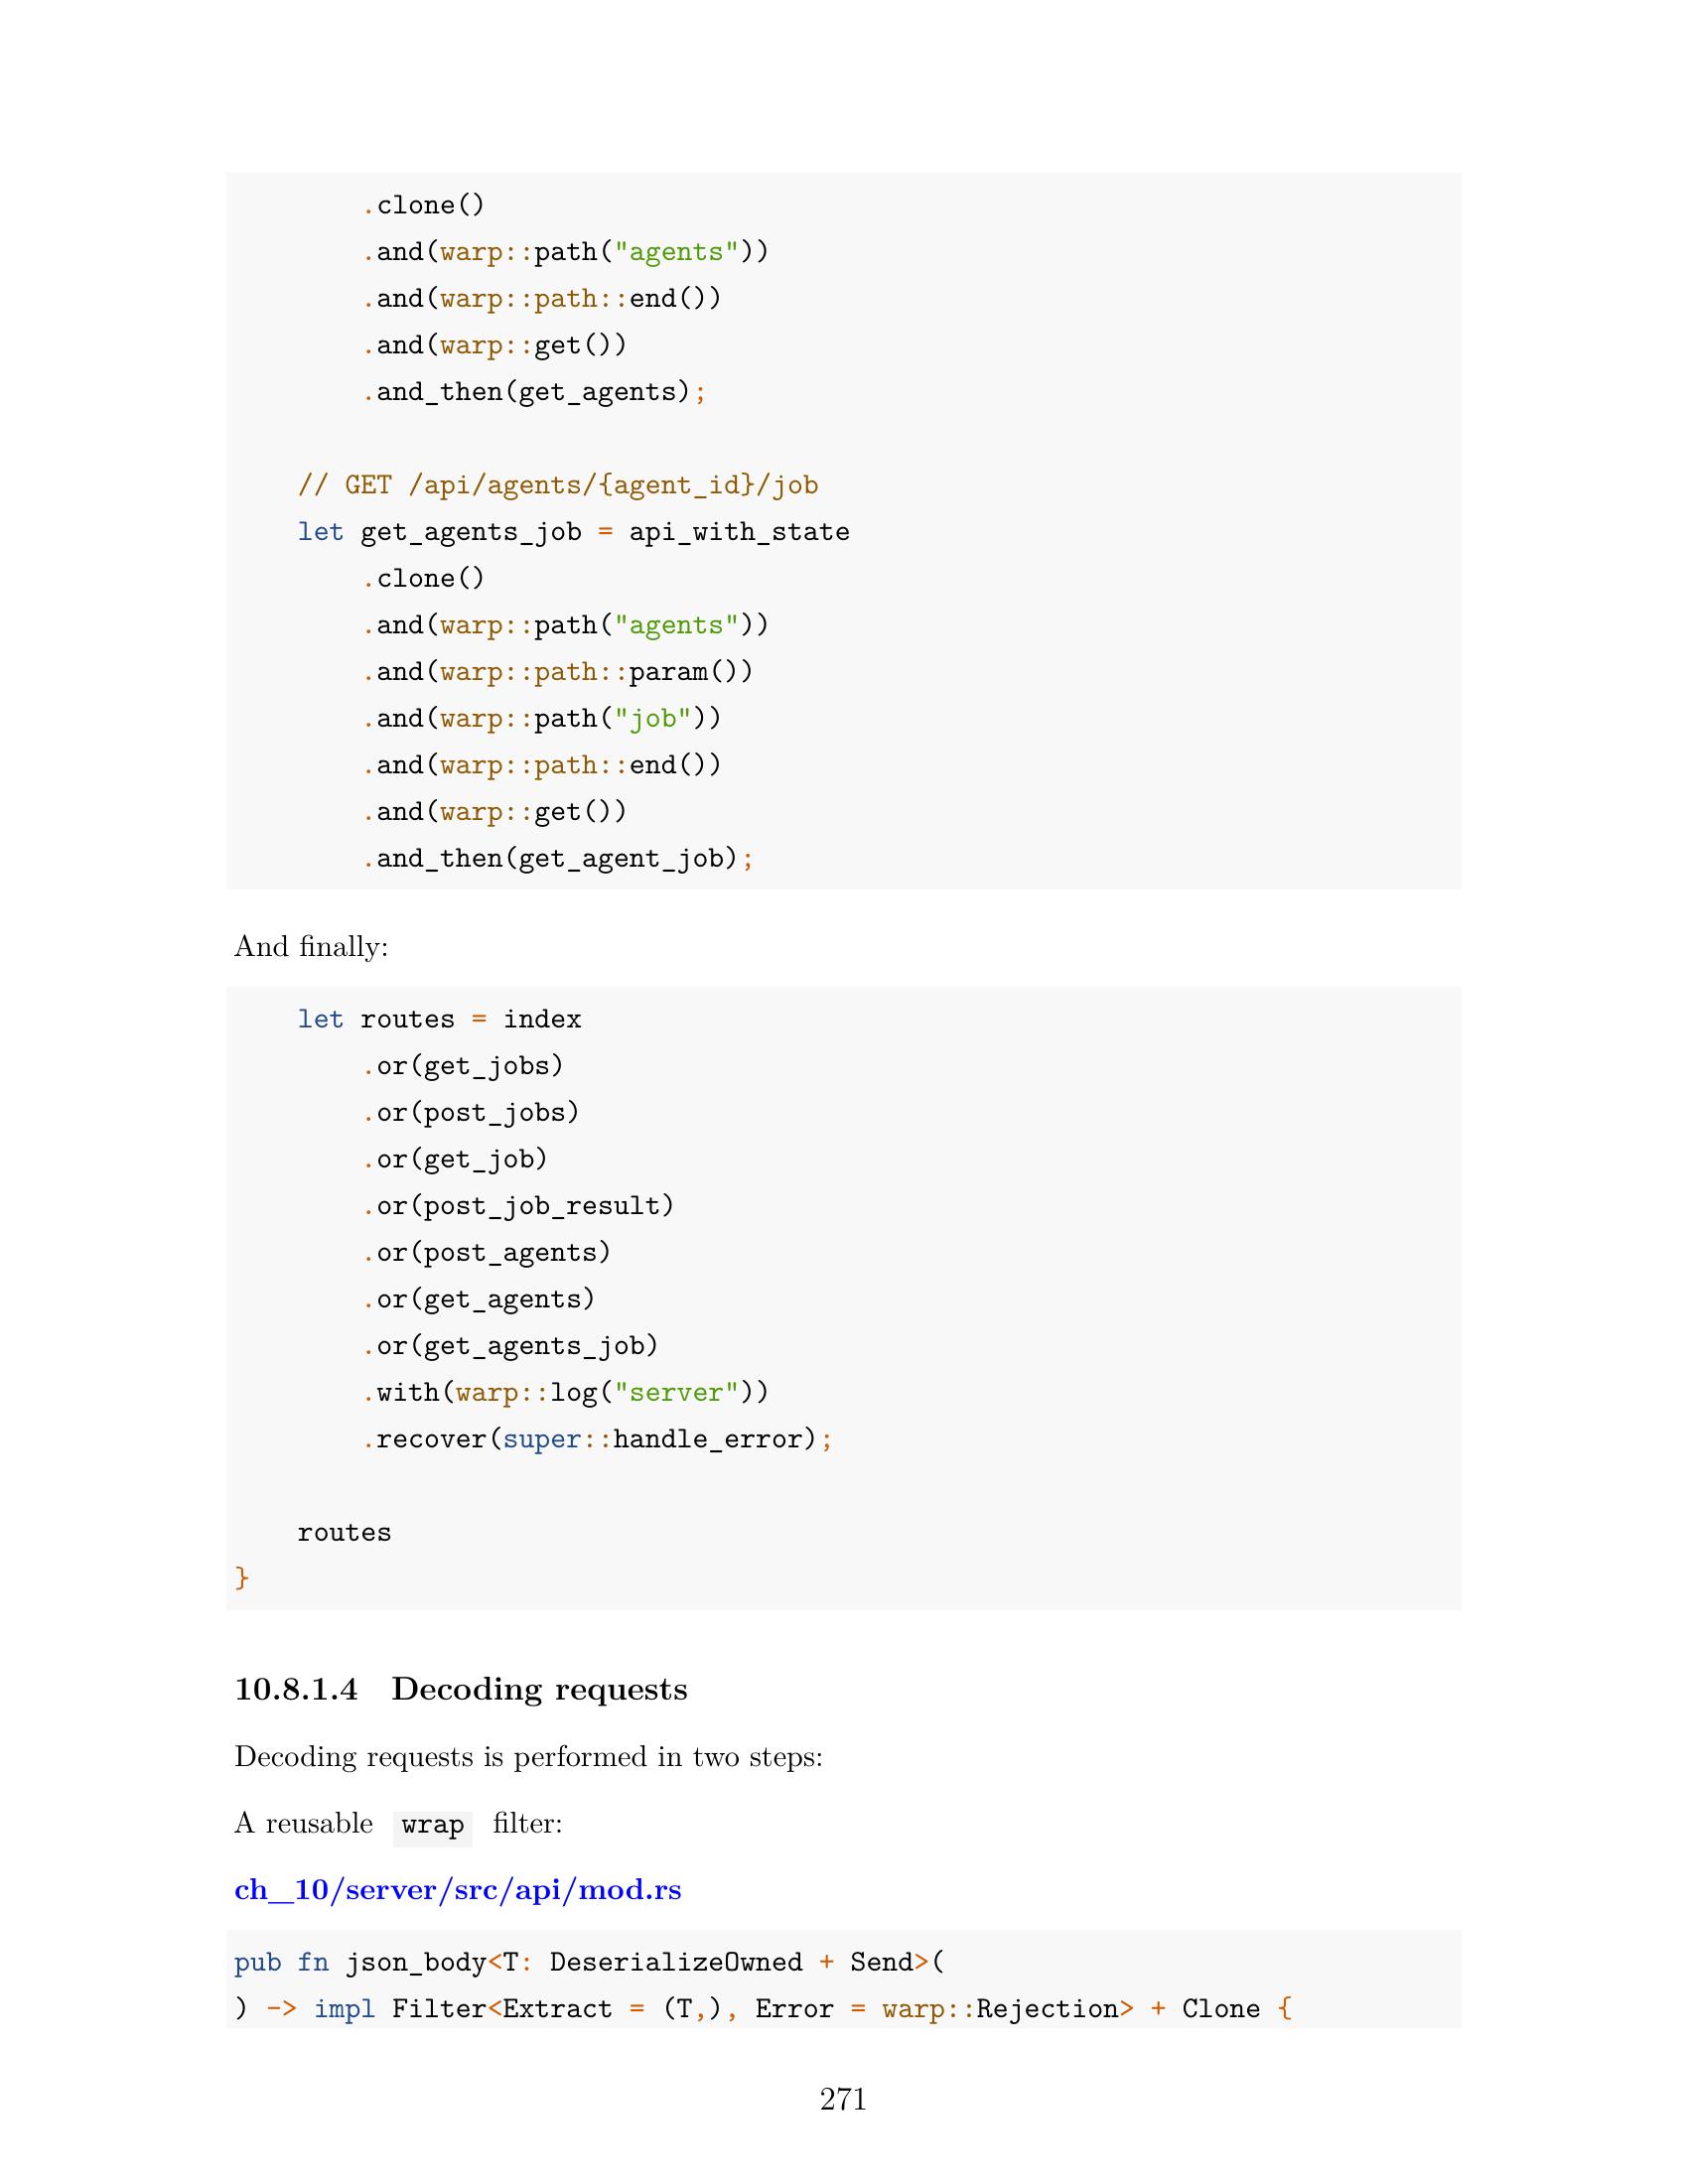 .clone()
        .and(warp::path("agents"))
        .and(warp::path::end())
        .and(warp::get())
        .and_then(get_agents);

    // GET /api/agents/{agent_id}/job
    let get_agents_job = api_with_state
        .clone()
        .and(warp::path("agents"))
        .and(warp::path::param())
        .and(warp::path("job"))
        .and(warp::path::end())
        .and(warp::get())
        .and_then(get_agent_job);
And finally:
    let routes = index
        .or(get_jobs)
        .or(post_jobs)
        .or(get_job)
        .or(post_job_result)
        .or(post_agents)
        .or(get_agents)
        .or(get_agents_job)
        .with(warp::log("server"))
        .recover(super::handle_error);

    routes
}
10.8.1.4 Decoding requests
Decoding requests is performed in two steps:
A reusable wrap filter:
ch_10/server/src/api/mod.rs
pub fn json_body<T: DeserializeOwned + Send>(
) -> impl Filter<Extract = (T,), Error = warp::Rejection> + Clone {
271